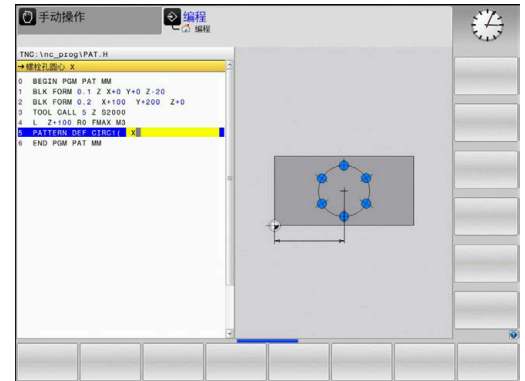 手动操作
编程
编程
TNC:\nc_prog\PAT.H
→螺栓孔圆心 X
0 BEGIN PGM PAT MM
1 BLK FORM 0.1 Z X+0 Y+0 Z-20
2 BLK FORM 0.2 X+100 Y+200 Z+0
3 TOOL CALL 5 Z S2000
4 L Z+100 R0 FMAX M3
5 PATTERN DEF CIRC1( X
6 END PGM PAT MM